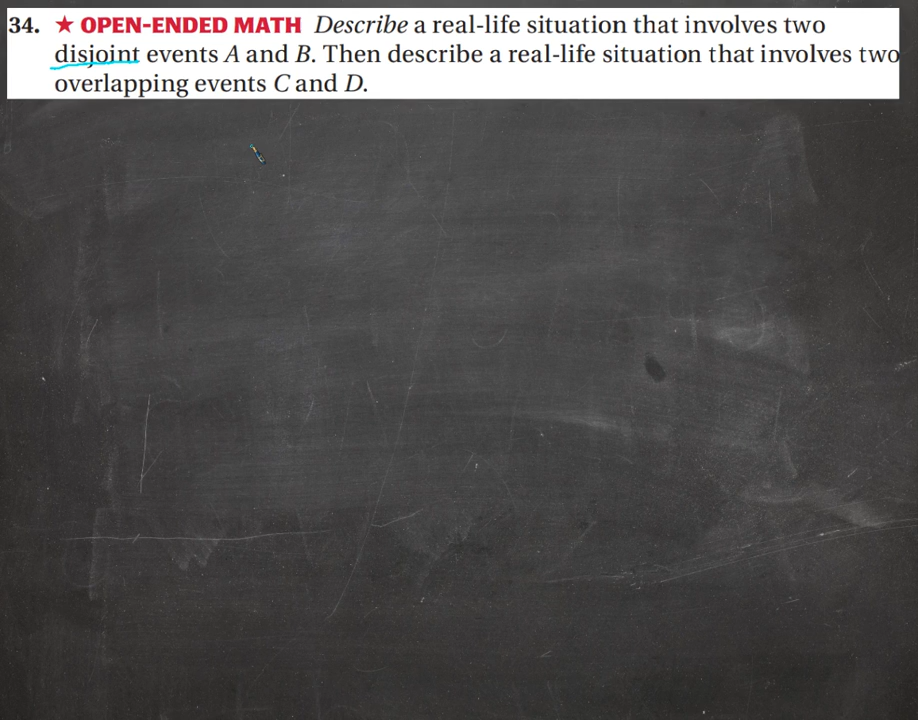 34. ★ OPEN-ENDED MATH Describe a real-life situation that involves two
disjoint events A and B. Then describe a real-life situation that involves two
overlapping events C and D.